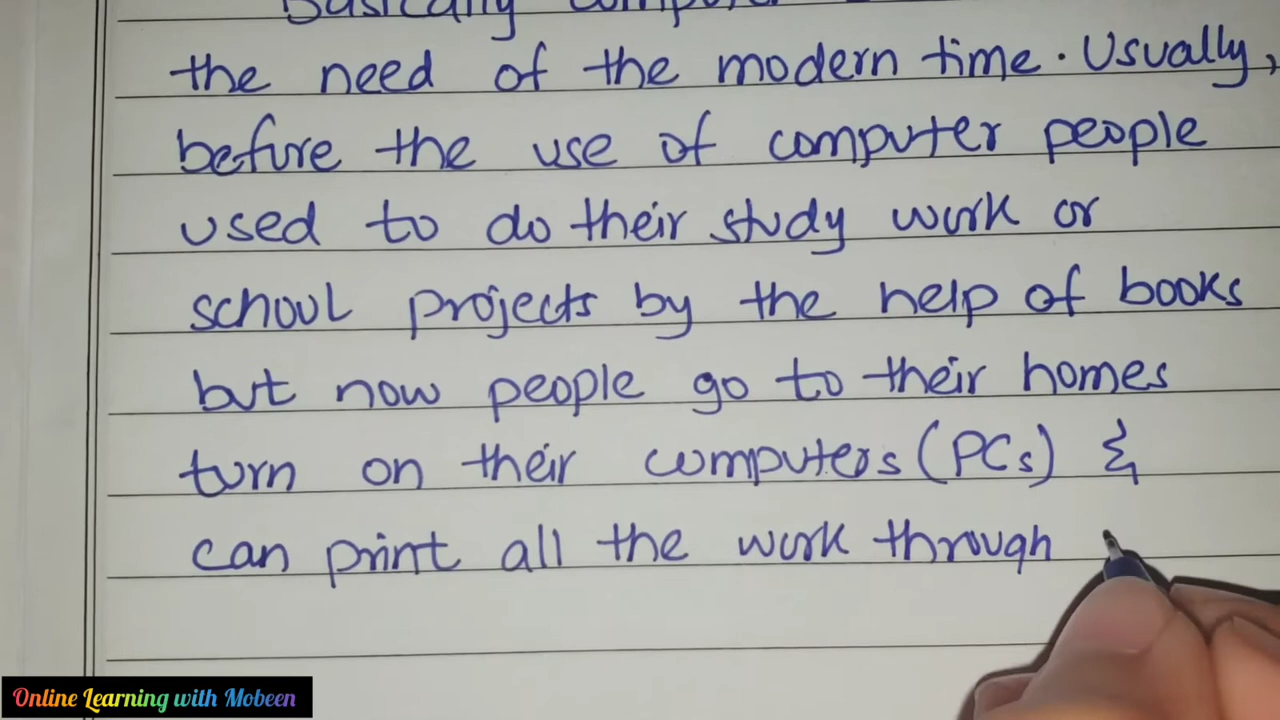 Basically computer
the need of the modern time. Usually,
before the use of computer people
used to do their study work or
school projects by the help of books
but now people go to their homes
turn on their computers (PCs) &
can print all the work through
Online Learning with Mobeen